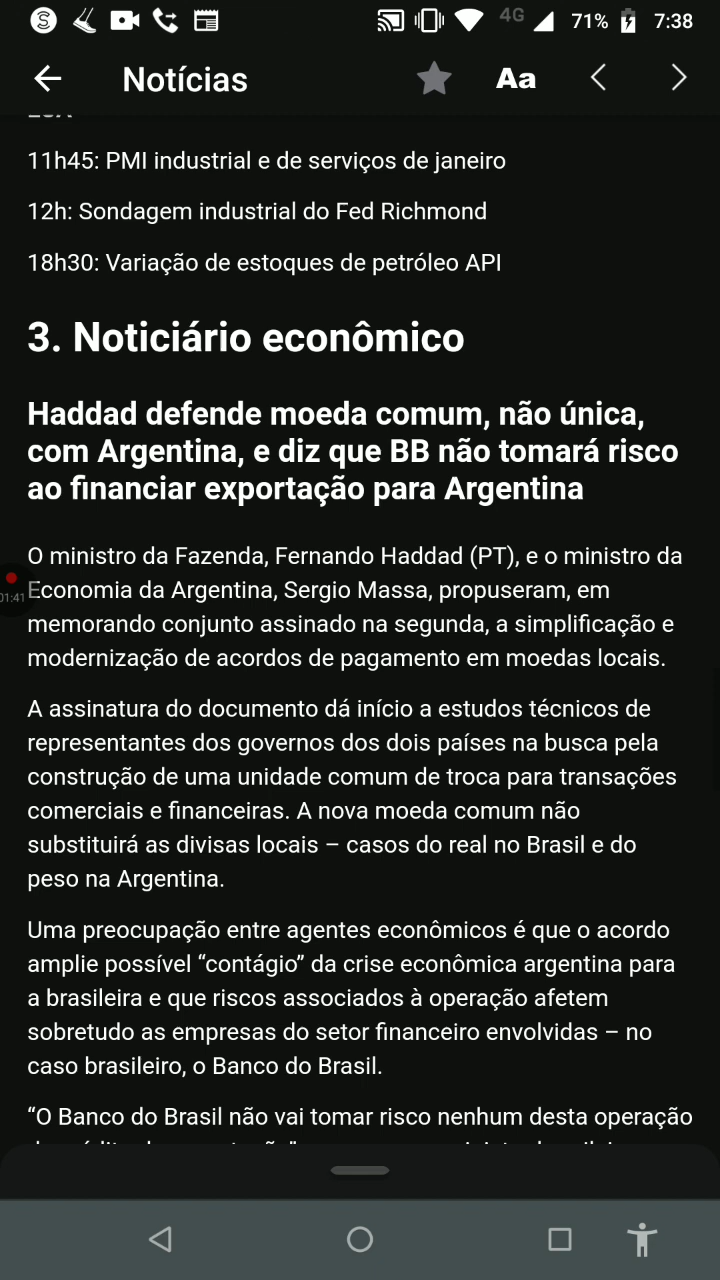 4G 71% 7:38
Notícias Aa
11h45: PMI industrial e de serviços de janeiro
12h: Sondagem industrial do Fed Richmond
18h30: Variação de estoques de petróleo API
3. Noticiário econômico
Haddad defende moeda comum, não única,
com Argentina, e diz que BB não tomará risco
ao financiar exportação para Argentina
O ministro da Fazenda, Fernando Haddad (PT), e o ministro da
01:41
Economia da Argentina, Sergio Massa, propuseram, em
memorando conjunto assinado na segunda, a simplificação e
modernização de acordos de pagamento em moedas locais.
A assinatura do documento dá início a estudos técnicos de
representantes dos governos dos dois países na busca pela
construção de uma unidade comum de troca para transações
comerciais e financeiras. A nova moeda comum não
substituirá as divisas locais – casos do real no Brasil e do
peso na Argentina.
Uma preocupação entre agentes econômicos é que o acordo
amplie possível “contágio” da crise econômica argentina para
a brasileira e que riscos associados à operação afetem
sobretudo as empresas do setor financeiro envolvidas – no
caso brasileiro, o Banco do Brasil.
“O Banco do Brasil não vai tomar risco nenhum desta operação